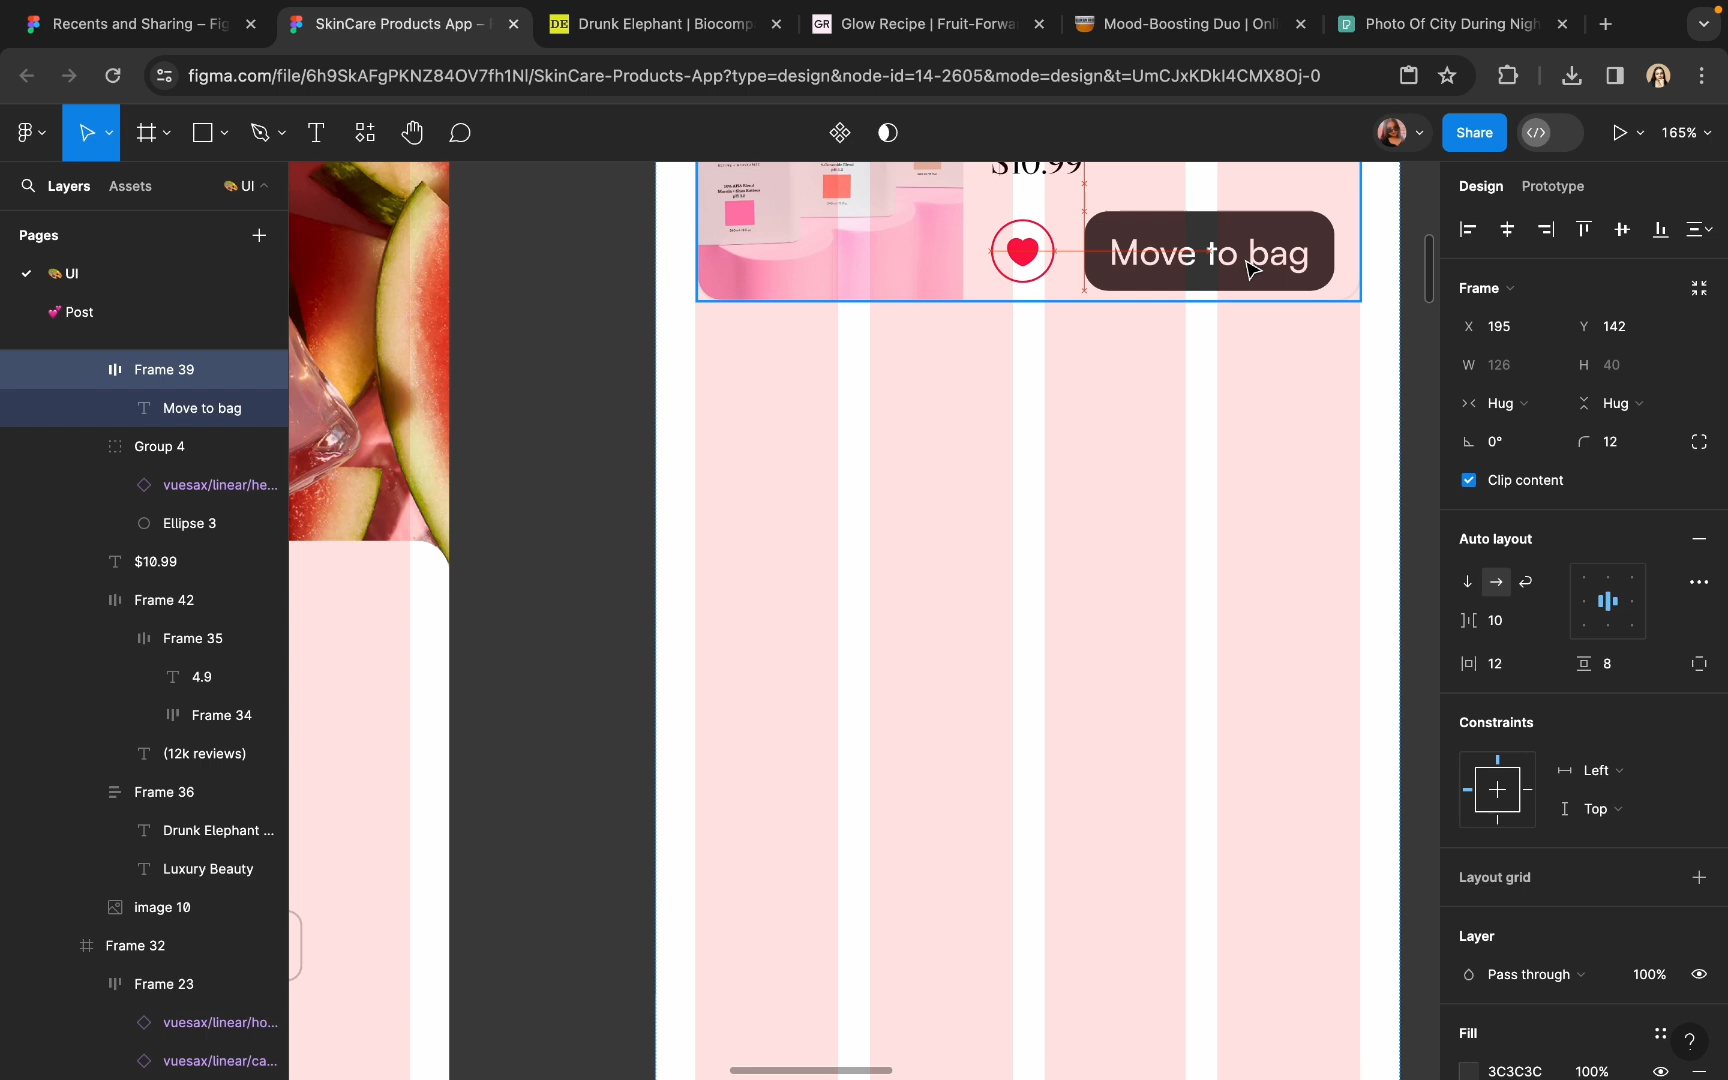 Recents and Sharing – Fig
SkinCare Products App –
DE Drunk Elephant | Biocomp
GR Glow Recipe | Fruit-Forwa
Mood-Boosting Duo | Onli
Photo Of City During Nigh
figma.com/file/6h9SkAFgPKNZ84OV7fh1NI/SkinCare-Products-App?type=design&node-id=14-2605&mode=design&t=UmCJxKDkI4CMX8Oj-0
Share
165%
Layers
Assets
UI
Pages
UI
Post
Frame 39
Move to bag
Group 4
vuesax/linear/he...
Ellipse 3
$10.99
Frame 42
Frame 35
4.9
Frame 34
(12k reviews)
Frame 36
Drunk Elephant ...
Luxury Beauty
image 10
Frame 32
Frame 23
vuesax/linear/ho...
vuesax/linear/ca...
$10.99
Move to bag
Design
Prototype
Frame
X 195
Y 142
W 126
H 40
Hug
Hug
0°
12
Clip content
Auto layout
10
12
8
Constraints
Left
Top
Layout grid
Layer
Pass through
100%
Fill
3C3C3C
100%
?